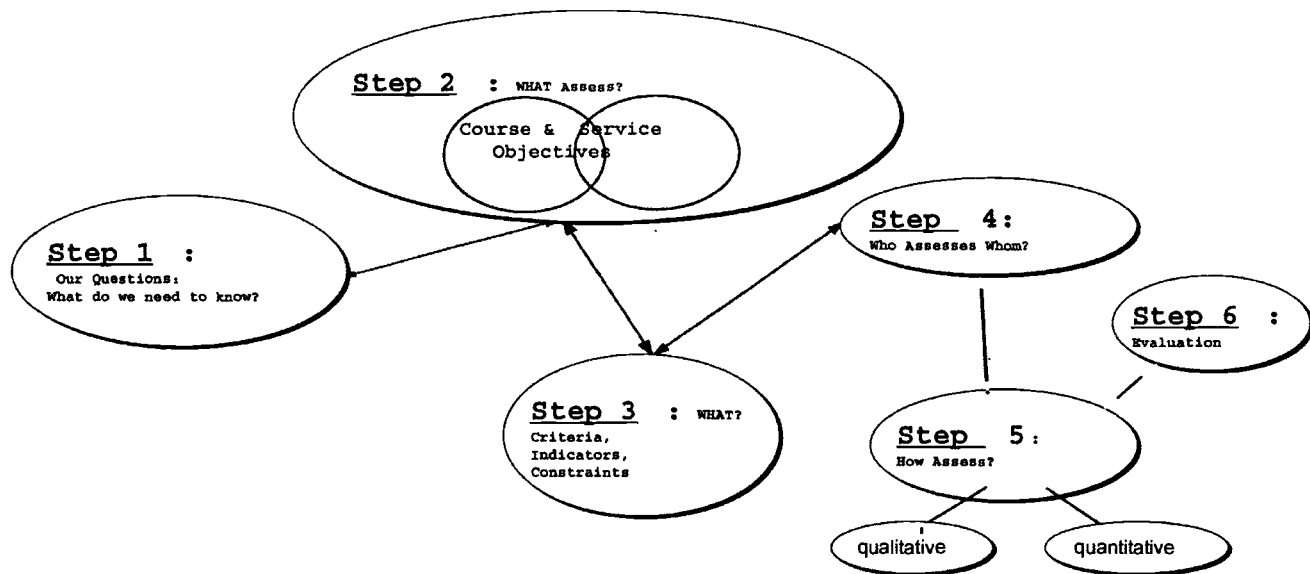 Step 2 : WHAT Assess?
Course & Service
Objectives
Step 1 :
Our Questions:
What do we need to know?
Step 3 : WHAT?
Criteria,
Indicators,
Constraints
Step 4:
Who Assesses Whom?
Step 5:
How Assess?
qualitative
quantitative
Step 6 :
Evaluation